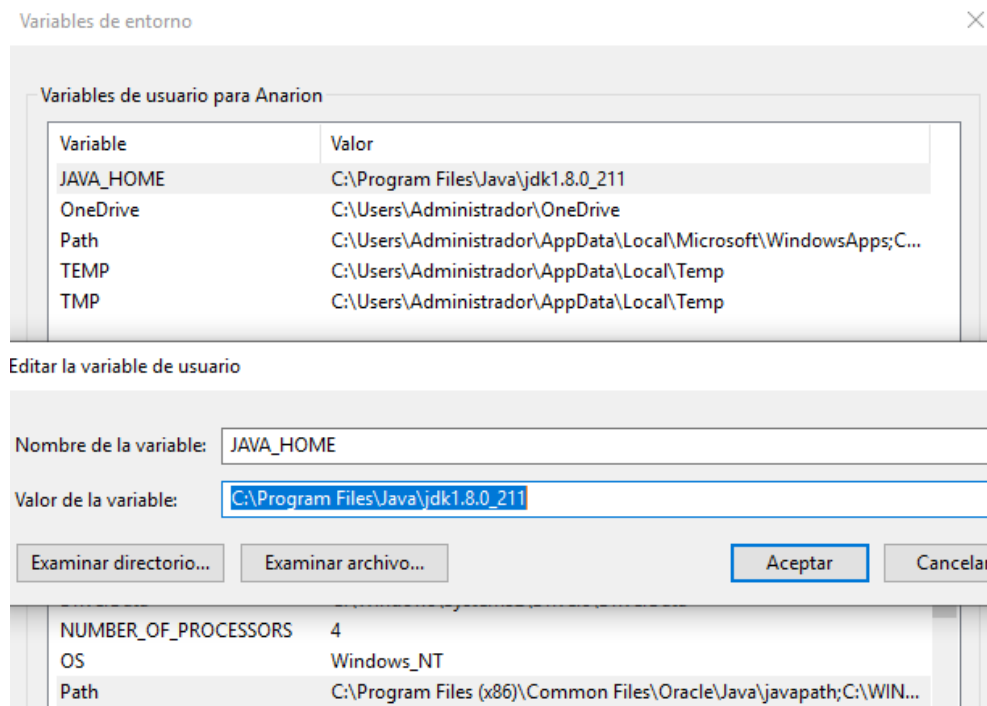 Variables de entorno
Variables de usuario para Anarion
Variable Valor
JAVA_HOME C:\Program Files\Java\jdk1.8.0_211
OneDrive C:\Users\Administrador\OneDrive
Path C:\Users\Administrador\AppData\Local\Microsoft\WindowsApps;C...
TEMP C:\Users\Administrador\AppData\Local\Temp
TMP C:\Users\Administrador\AppData\Local\Temp
Editar la variable de usuario
Nombre de la variable: JAVA_HOME
Valor de la variable: C:\Program Files\Java\jdk1.8.0_211
Examinar directorio... Examinar archivo... Aceptar Cancelar
NUMBER_OF_PROCESSORS 4
OS Windows_NT
Path C:\Program Files (x86)\Common Files\Oracle\Java\javapath;C:\WIN...